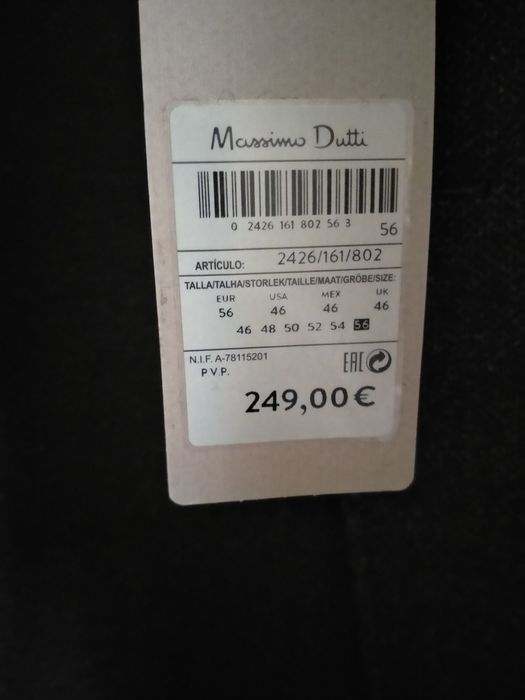 Massimo Dutti
0 2426 161 802 56 3
56
ARTÍCULO: 2426/161/802
TALLA/TALHA/STORLEK/TAILLE/MAAT/GRÖBE/SIZE:
EUR USA MEX UK
56 46 46 46
46 48 50 52 54 56
N.I.F. A-78115201
P.V.P.
EAC
249,00€